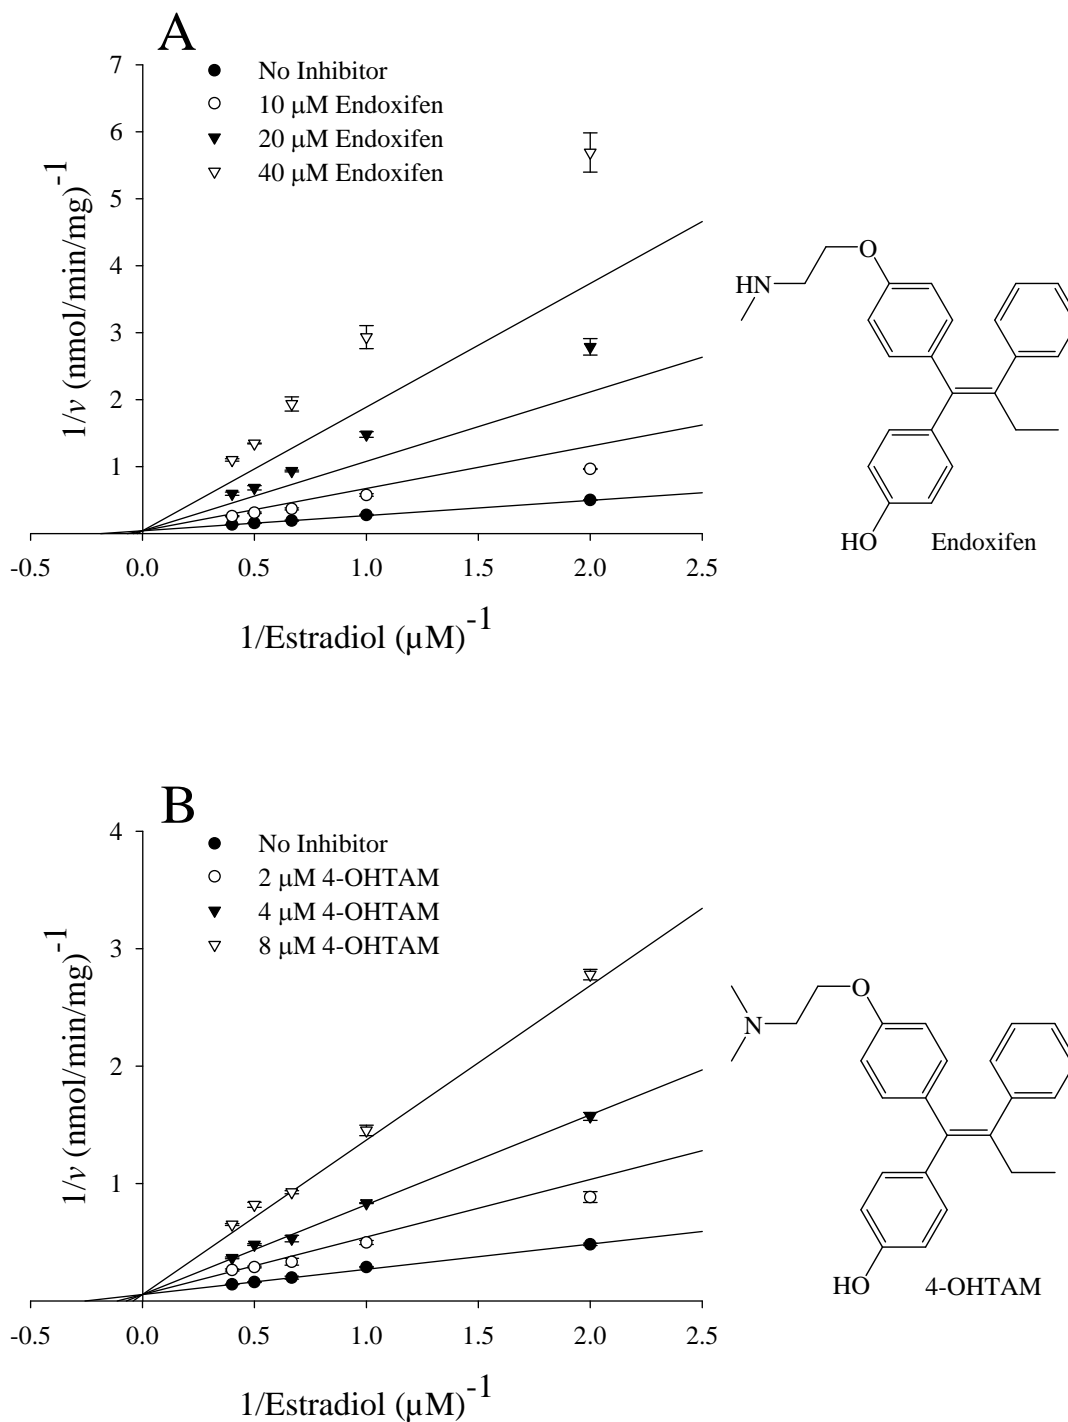 A
No Inhibitor
10 μM Endoxifen
20 μM Endoxifen
40 μM Endoxifen
7
6
5
4
3
2
1
1/v (nmol/min/mg)-1
-0.5 0.0 0.5 1.0 1.5 2.0 2.5
1/Estradiol (μM)-1
O
HN
HO
Endoxifen
B
No Inhibitor
2 μM 4-OHTAM
4 μM 4-OHTAM
8 μM 4-OHTAM
4
3
2
1
1/v (nmol/min/mg)-1
-0.5 0.0 0.5 1.0 1.5 2.0 2.5
1/Estradiol (μM)-1
O
N
HO
4-OHTAM